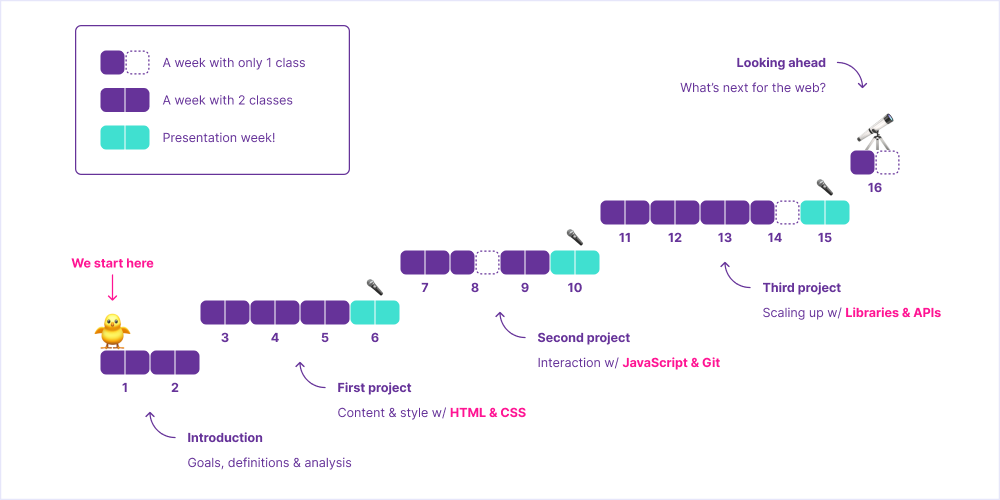 A week with only 1 class
A week with 2 classes
Presentation week!
We start here
1 2
Introduction
Goals, definitions & analysis
3 4 5 6
First project
Content & style w/ HTML & CSS
7 8 9 10
Second project
Interaction w/ JavaScript & Git
11 12 13 14 15
Third project
Scaling up w/ Libraries & APIs
Looking ahead
What’s next for the web?
16